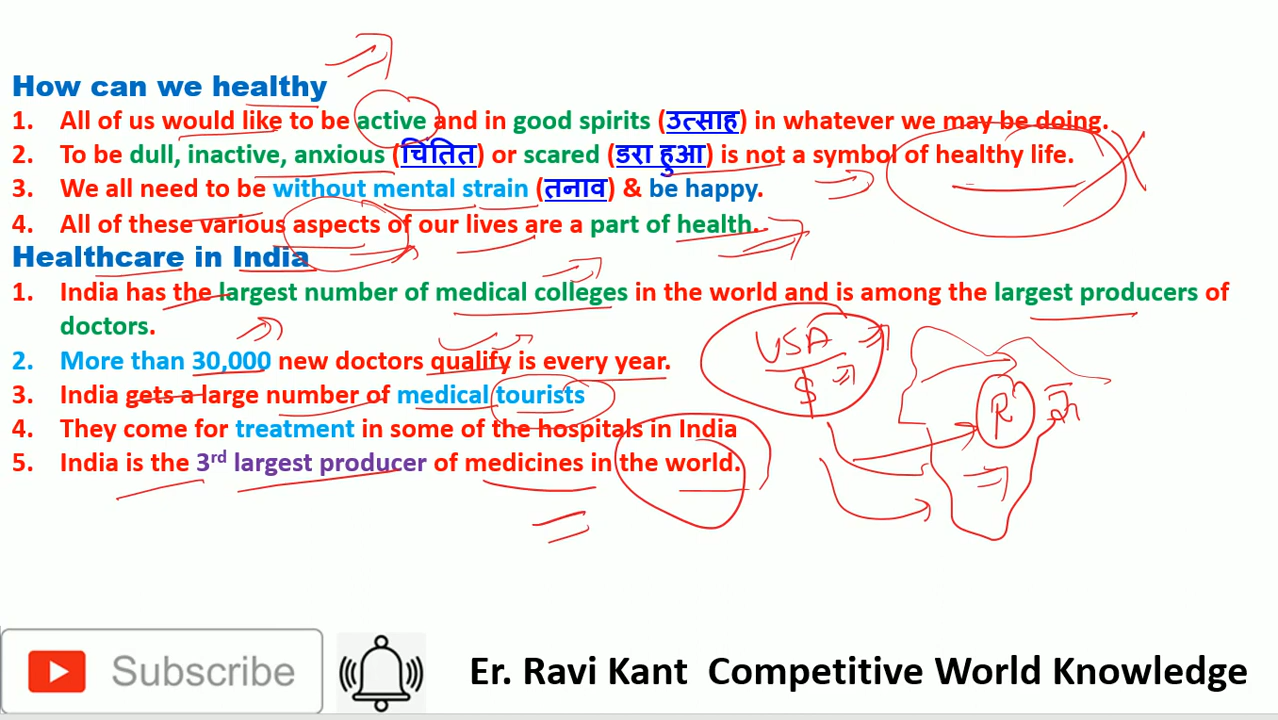 How can we healthy
1. All of us would like to be active and in good spirits (उत्साह) in whatever we may be doing.
2. To be dull, inactive, anxious (चिंतित) or scared (डरा हुआ) is not a symbol of healthy life.
3. We all need to be without mental strain (तनाव) & be happy.
4. All of these various aspects of our lives are a part of health.
Healthcare in India
1. India has the largest number of medical colleges in the world and is among the largest producers of
doctors.
2. More than 30,000 new doctors qualify is every year.
3. India gets a large number of medical tourists
4. They come for treatment in some of the hospitals in India
5. India is the 3rd largest producer of medicines in the world.
USA
$
R
Subscribe
Er. Ravi Kant Competitive World Knowledge